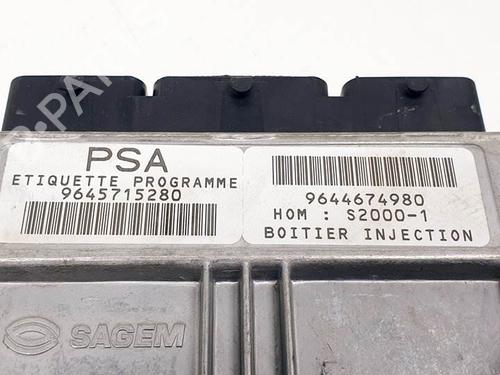 PSA
ETIQUETTE PROGRAMME
9645715280
9644674980
HOM : S2000-1
BOITIER INJECTION
SAGEM